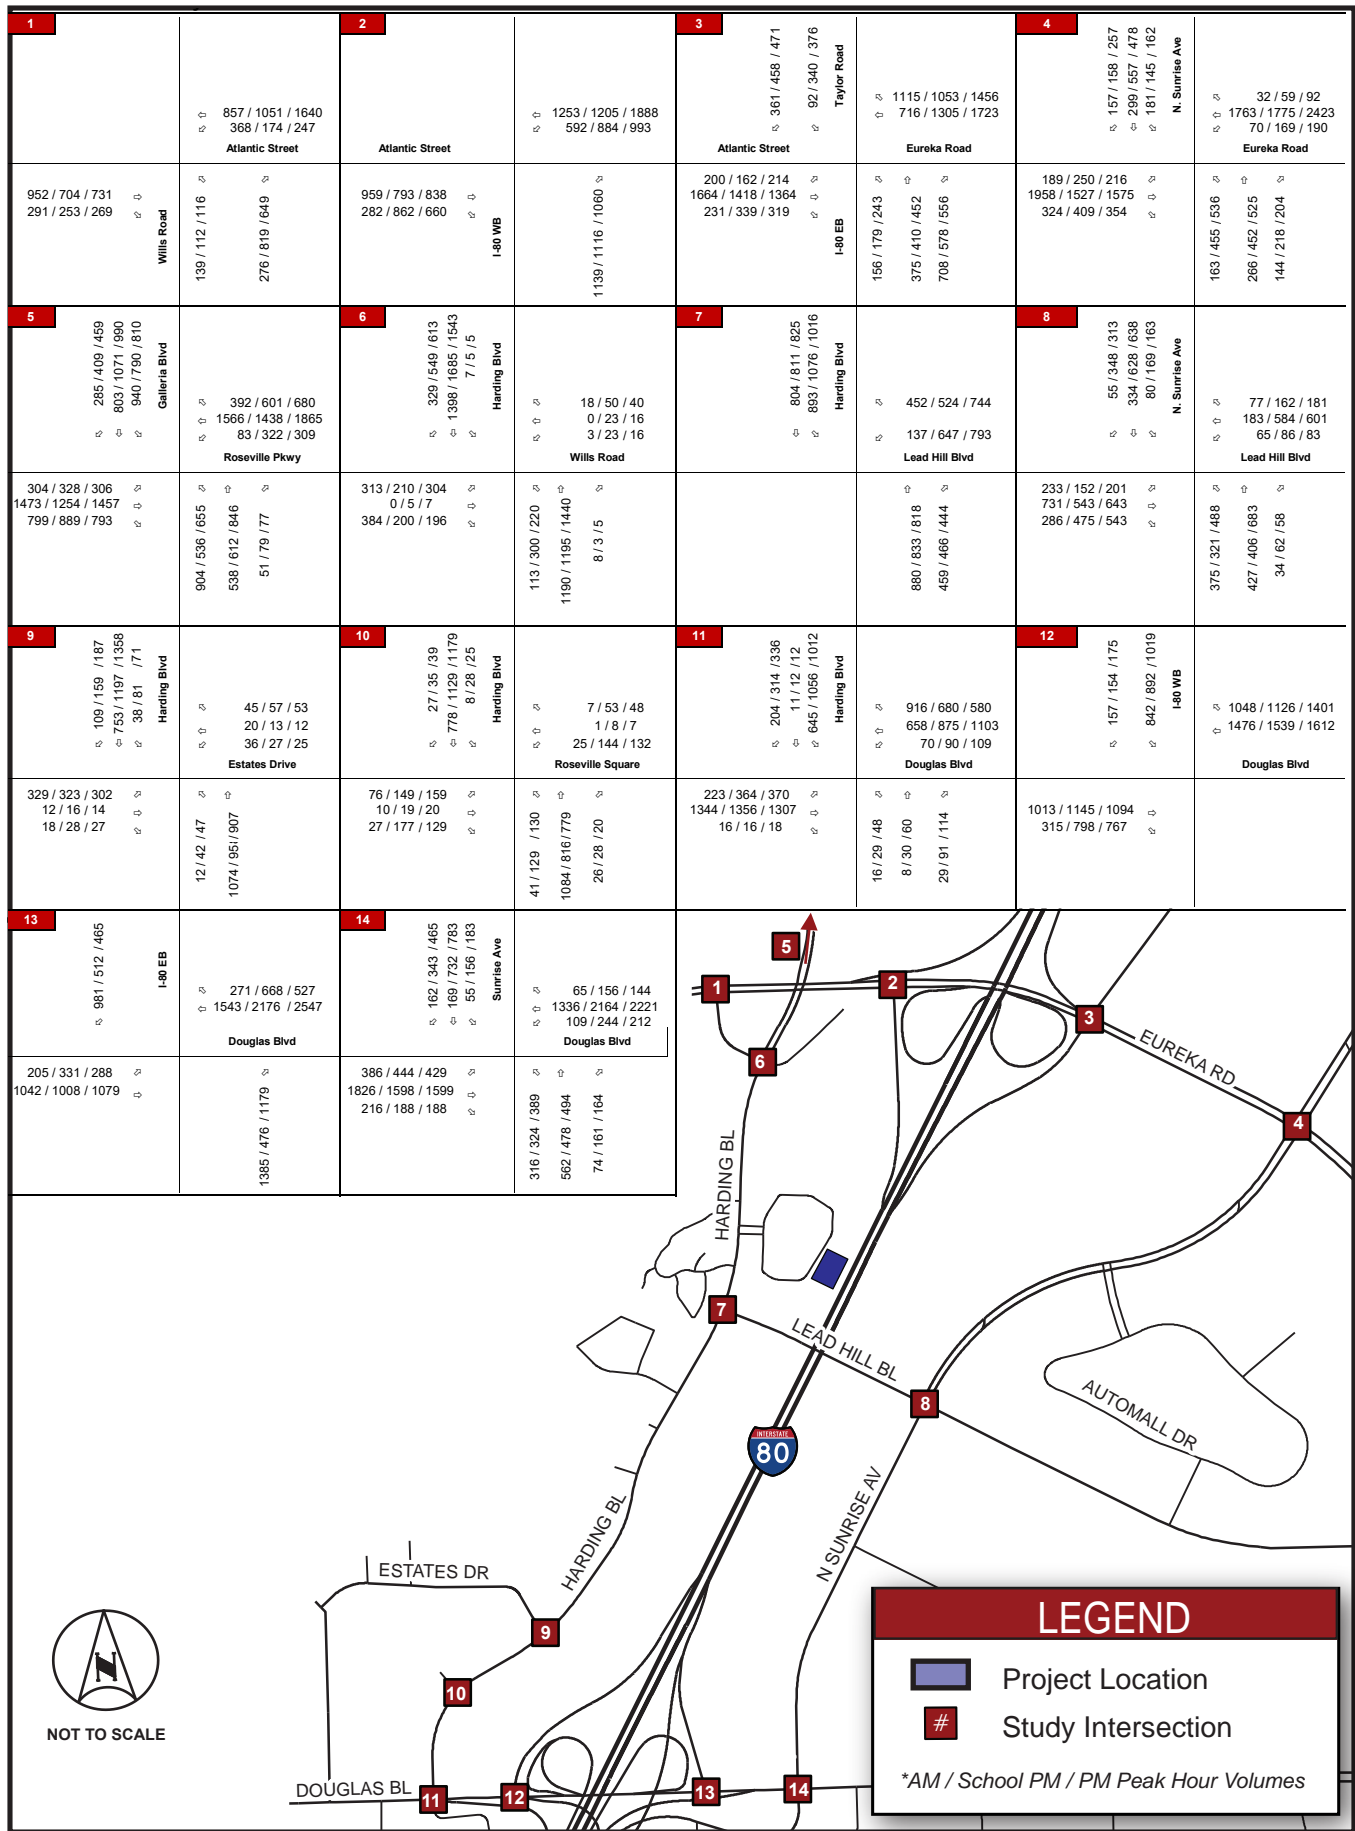 1
857 / 1051 / 1640
368 / 174 / 247
Atlantic Street
952 / 704 / 731
291 / 253 / 269
Wills Road
139 / 112 / 116
276 / 819 / 649
2
1253 / 1205 / 1888
592 / 884 / 993
Atlantic Street
959 / 793 / 838
282 / 862 / 660
I-80 WB
1139 / 1116 / 1060
3
361 / 458 / 471
92 / 340 / 376
Taylor Road
1115 / 1053 / 1456
716 / 1305 / 1723
Atlantic Street
Eureka Road
200 / 162 / 214
1664 / 1418 / 1364
231 / 339 / 319
I-80 EB
156 / 179 / 243
375 / 410 / 452
708 / 578 / 556
4
157 / 158 / 257
299 / 557 / 478
181 / 145 / 162
N. Sunrise Ave
32 / 59 / 92
1763 / 1775 / 2423
70 / 169 / 190
Eureka Road
189 / 250 / 216
1958 / 1527 / 1575
324 / 409 / 354
163 / 455 / 536
266 / 452 / 525
144 / 218 / 204
5
285 / 409 / 459
803 / 1071 / 990
940 / 790 / 810
Galleria Blvd
392 / 601 / 680
1566 / 1438 / 1865
83 / 322 / 309
Roseville Pkwy
304 / 328 / 306
1473 / 1254 / 1457
799 / 889 / 793
904 / 536 / 655
538 / 612 / 846
51 / 79 / 77
6
329 / 549 / 613
1398 / 1685 / 1543
7 / 5 / 5
Harding Blvd
18 / 50 / 40
0 / 23 / 16
3 / 23 / 16
Wills Road
313 / 210 / 304
0 / 5 / 7
384 / 200 / 196
113 / 300 / 220
1190 / 1195 / 1440
8 / 3 / 5
7
804 / 811 / 825
893 / 1076 / 1016
Harding Blvd
452 / 524 / 744
137 / 647 / 793
Lead Hill Blvd
880 / 833 / 818
459 / 466 / 444
8
55 / 348 / 313
334 / 628 / 638
80 / 169 / 163
N. Sunrise Ave
77 / 162 / 181
183 / 584 / 601
65 / 86 / 83
Lead Hill Blvd
233 / 152 / 201
731 / 543 / 643
286 / 475 / 543
375 / 321 / 488
427 / 406 / 683
34 / 62 / 58
9
109 /159 /187
753 / 1197 /1358
38 / 81 /71
Harding Blvd
45 / 57 / 53
20 / 13 / 12
36 / 27 / 25
Estates Drive
329 / 323 / 302
12 / 16 / 14
18 / 28 / 27
12 / 42 / 47
10
27 / 35 /39
778 / 1129 /1179
8 / 28 /25
Harding Blvd
7 / 53 / 48
1 / 8 / 7
25 / 144 / 132
Roseville Square
76 / 149 / 159
10 / 19 / 20
27 / 177 / 129
41 / 129 / 130
1084 / 816 / 779
26 / 28 / 20
11
204 / 314 /336
11 / 12 / 12
645 / 1056 /1012
Harding Blvd
916 / 680 / 580
658 / 875 / 1103
70 / 90 / 109
Douglas Blvd
223 / 364 / 370
1344 / 1356 / 1307
16 / 16 / 18
16 / 29 / 48
8 / 30 / 60
29 / 91 / 114
12
157 / 154 /175
842 / 892 /1019
I-80 WB
1048 / 1126 / 1401
1476 / 1539 / 1612
Douglas Blvd
1013 / 1145 / 1094
315 / 798 / 767
13
981 / 512 /465
I-80 EB
271 / 668 / 527
1543 / 2176 / 2547
Douglas Blvd
205 / 331 / 288
1042 / 1008 / 1079
1385 / 476 / 1179
14
162 / 343 /465
169 / 732 /783
55 / 156 /183
Sunrise Ave
65 / 156 / 144
1336 / 2164 / 2221
109 / 244 / 212
Douglas Blvd
386 / 444 / 429
1826 / 1598 / 1599
216 / 188 / 188
316 / 324 / 389
562 / 478 / 494
74 / 161 / 164
5
1
2
3
EUREKA RD
6
4
HARDING BL
7
LEAD HILL BL
8
AUTOMALL DR
INTERSTATE
80
N SUNRISE AV
HARDING BL
ESTATES DR
9
10
N
NOT TO SCALE
DOUGLAS BL
11
12
13
14
LEGEND
Project Location
# Study Intersection
*AM / School PM / PM Peak Hour Volumes